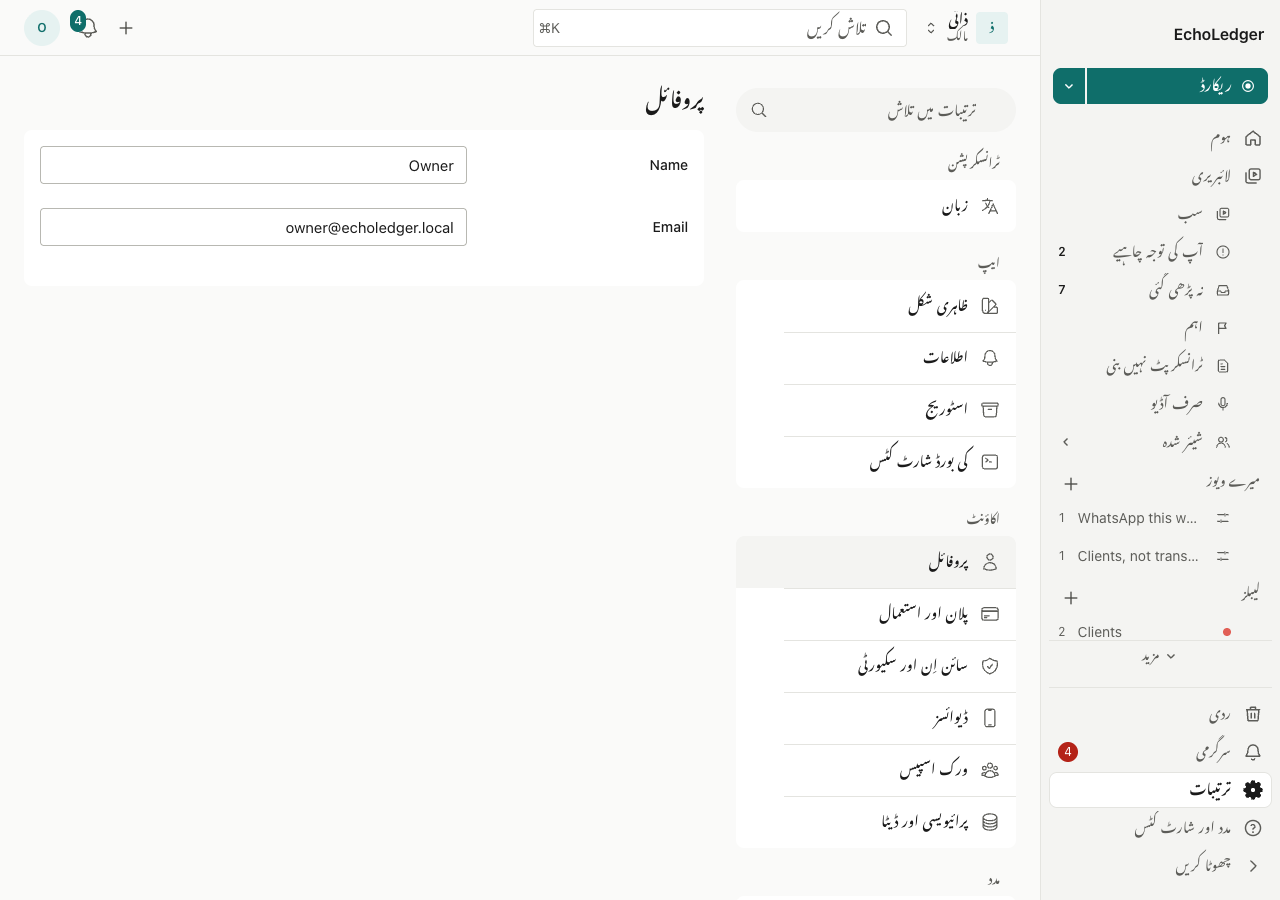 EchoLedger
ریکارڈ
ہوم
لائبریری
سب
آپ کی توجہ چاہیے 2
نہ پڑھی گئی 7
اہم
ٹرانسکرپٹ نہیں بنی
صرف آڈیو
شیئر شدہ
میرے ویوز
WhatsApp this w... 1
Clients, not trans... 1
لیبلز
Clients 2
مزید
ردی
سرگرمی 4
ترتیبات
مدد اور شارٹ کٹس
چھوٹا کریں
ذ
ذاتی
مالک
تلاش کریں ⌘K
4
O
ترتیبات میں تلاش
ٹرانسکرپشن
زبان
ایپ
ظاہری شکل
اطلاعات
اسٹوریج
کی بورڈ شارٹ کٹس
اکاؤنٹ
پروفائل
پلان اور استعمال
سائن اِن اور سکیورٹی
ڈیوائسز
ورک اسپیس
پرائیویسی اور ڈیٹا
مدد
پروفائل
Name
Owner
Email
owner@echoledger.local